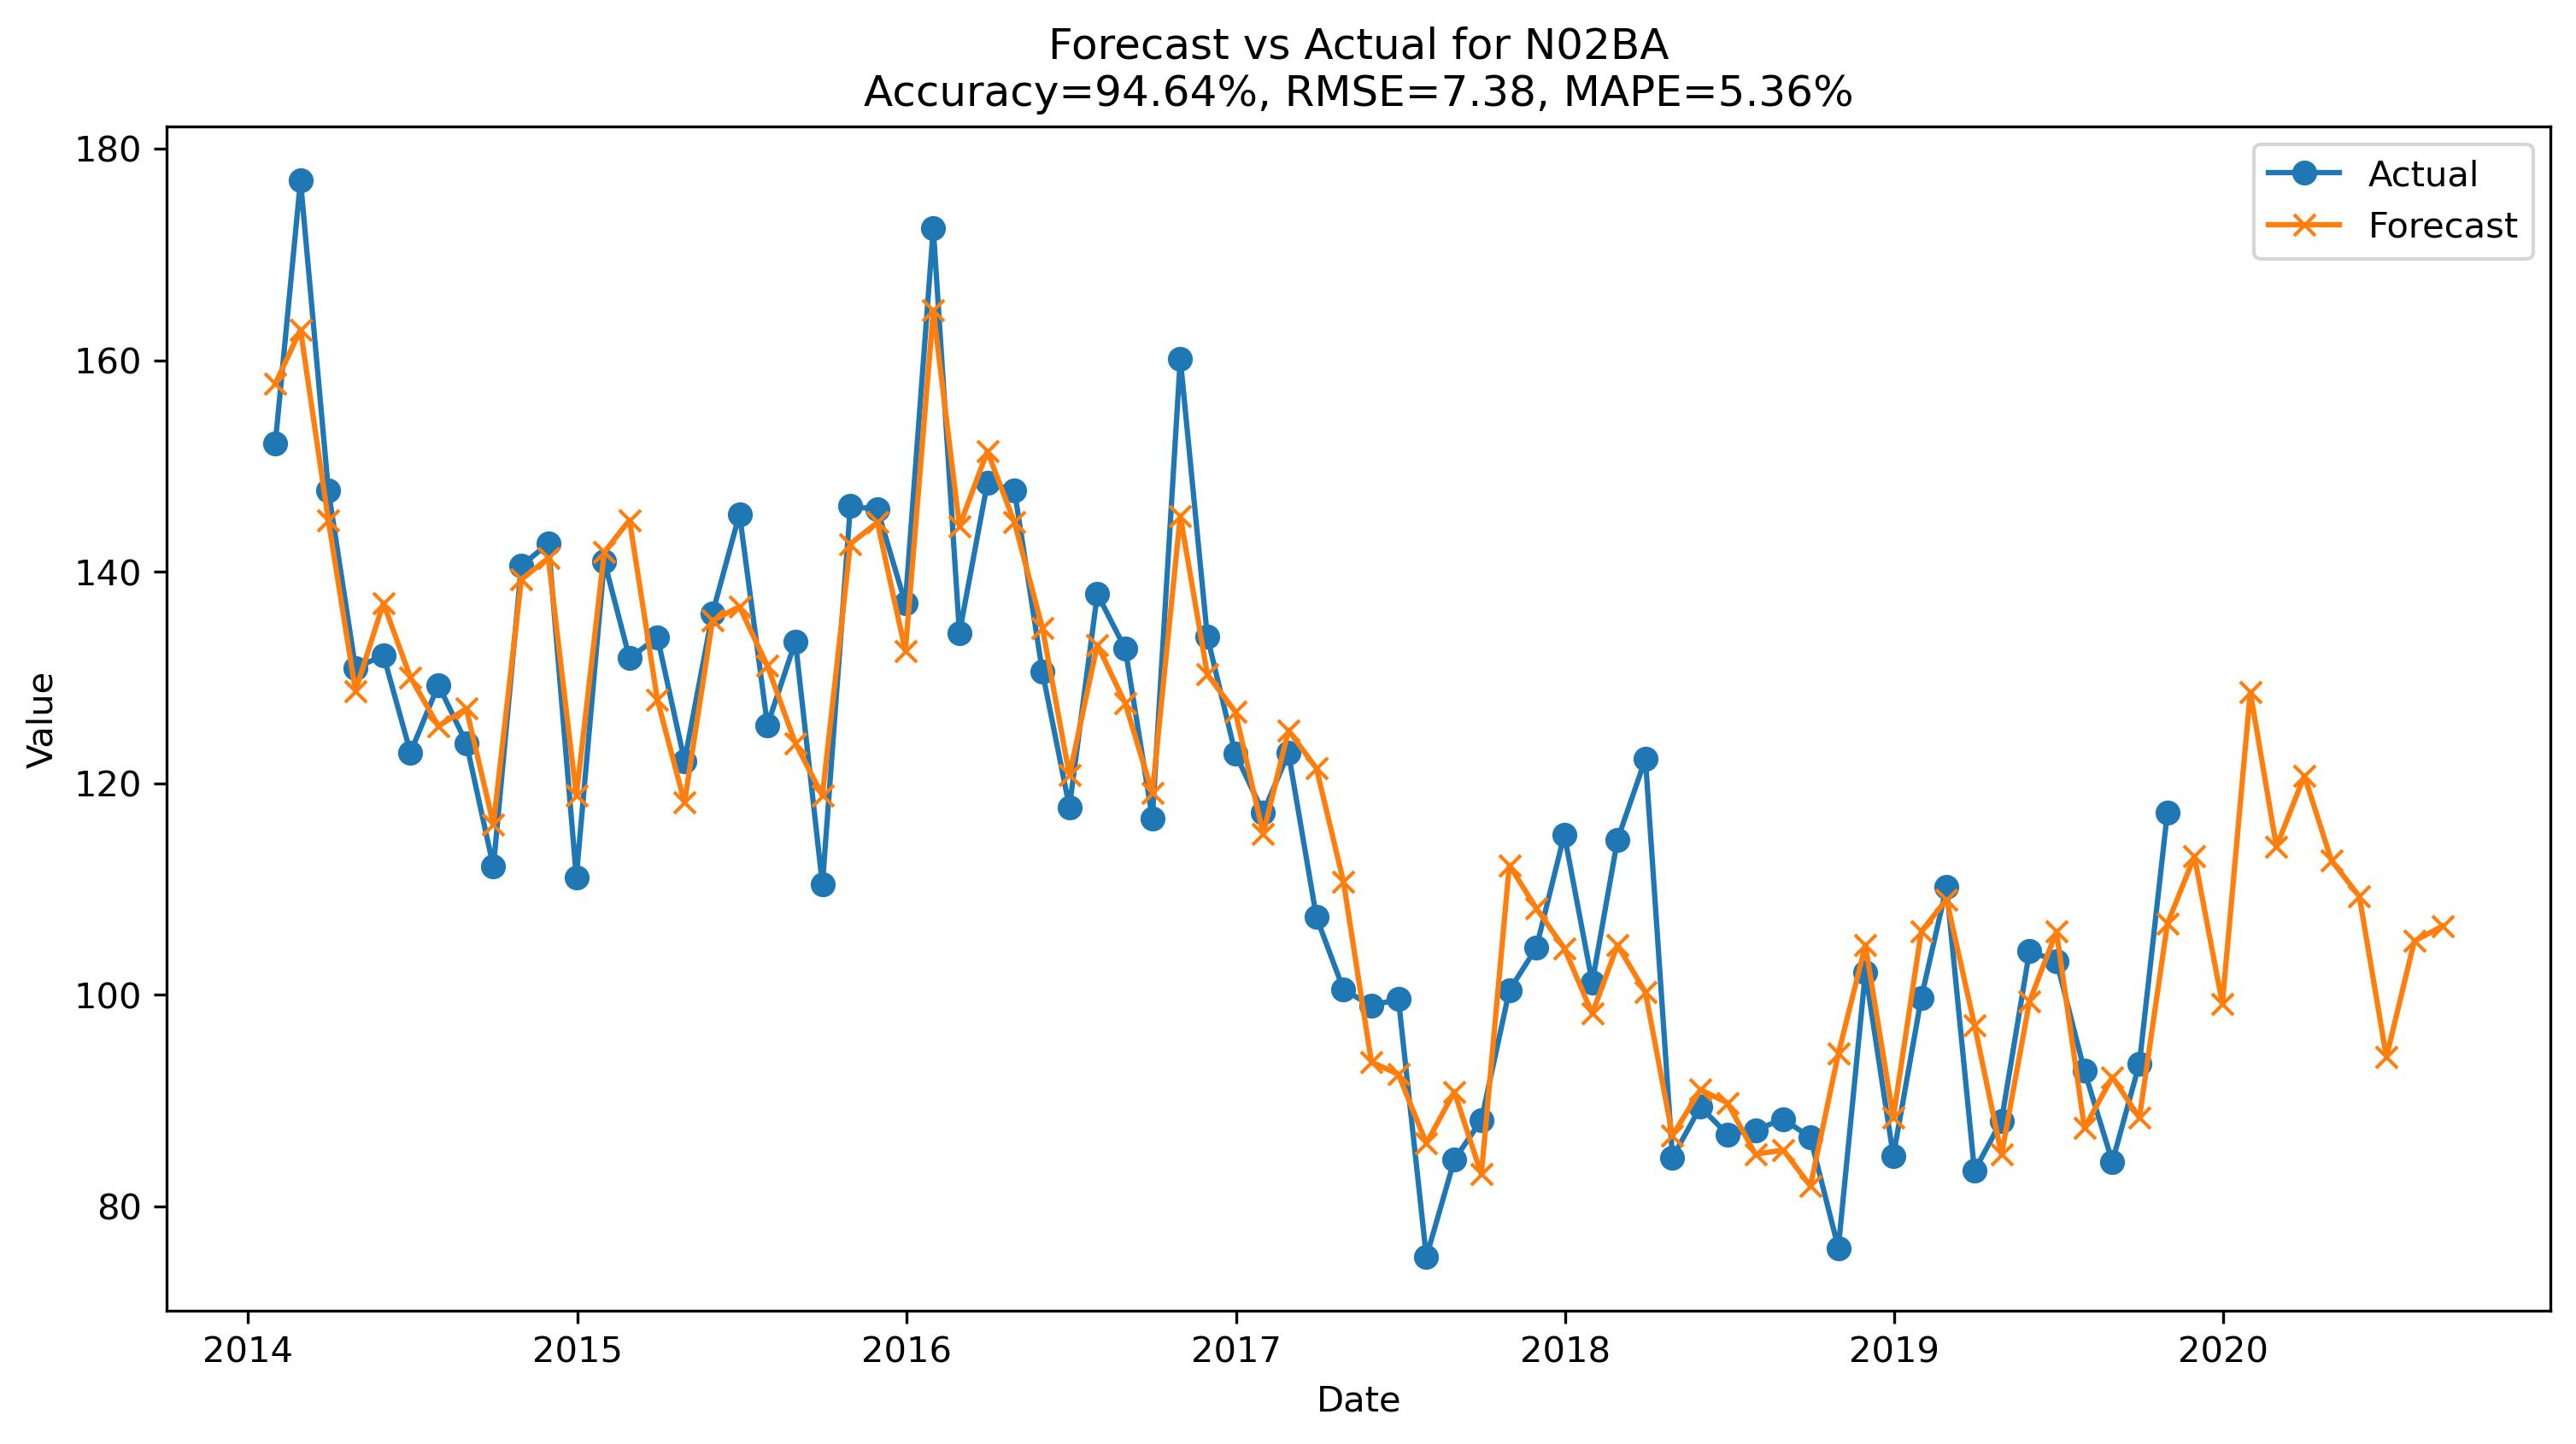 Forecast vs Actual for N02BA
Accuracy=94.64%, RMSE=7.38, MAPE=5.36%
Actual
Forecast
180
160
140
120
100
80
Value
2014 2015 2016 2017 2018 2019 2020
Date